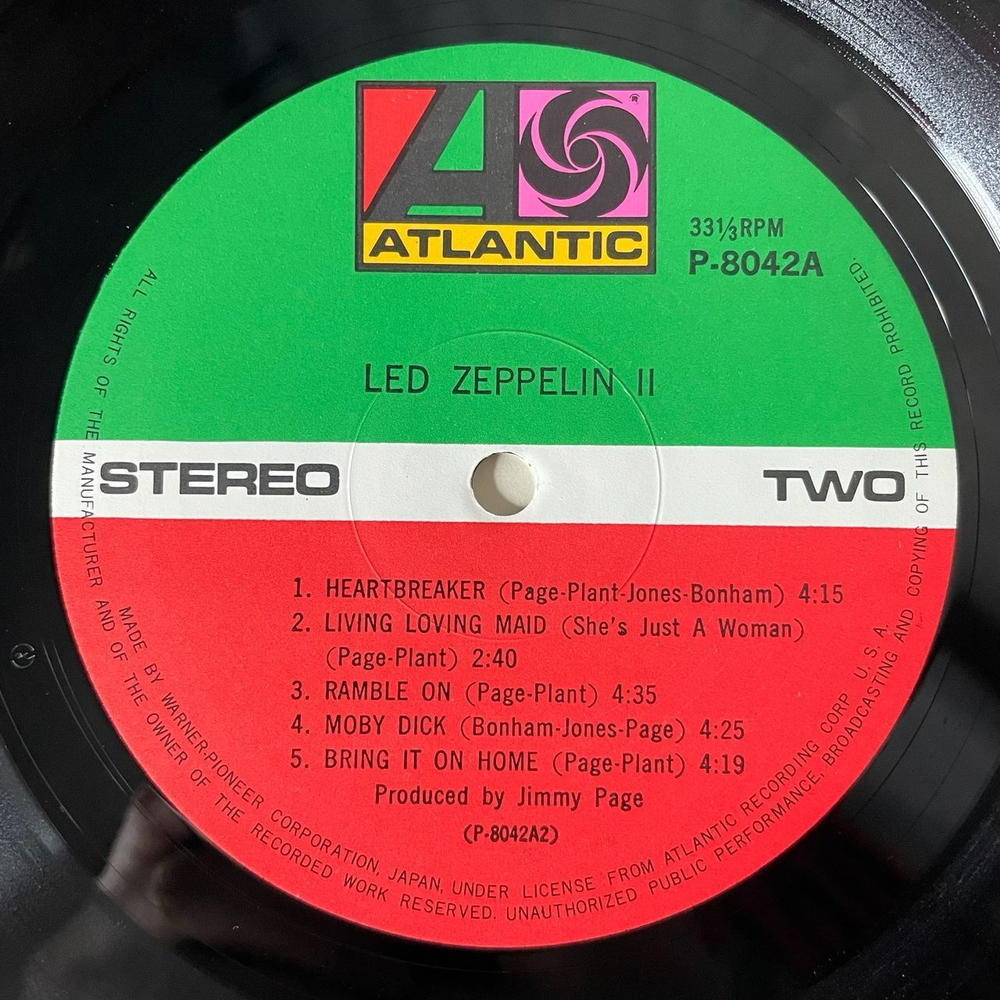 ATLANTIC
®
33⅓RPM
P-8042A
LED ZEPPELIN II
STEREO
TWO
1. HEARTBREAKER (Page-Plant-Jones-Bonham) 4:15
2. LIVING LOVING MAID (She's Just A Woman)
(Page-Plant) 2:40
3. RAMBLE ON (Page-Plant) 4:35
4. MOBY DICK (Bonham-Jones-Page) 4:25
5. BRING IT ON HOME (Page-Plant) 4:19
Produced by Jimmy Page
(P-8042A2)
MADE BY WARNER-PIONEER CORPORATION, JAPAN, UNDER LICENSE FROM ATLANTIC RECORDING CORP U. S. A.
ALL RIGHTS OF THE MANUFACTURER AND OF THE OWNER OF THE RECORDED WORK RESERVED. UNAUTHORIZED PUBLIC PERFORMANCE, BROADCASTING AND COPYING OF THIS RECORD PROHIBITED.